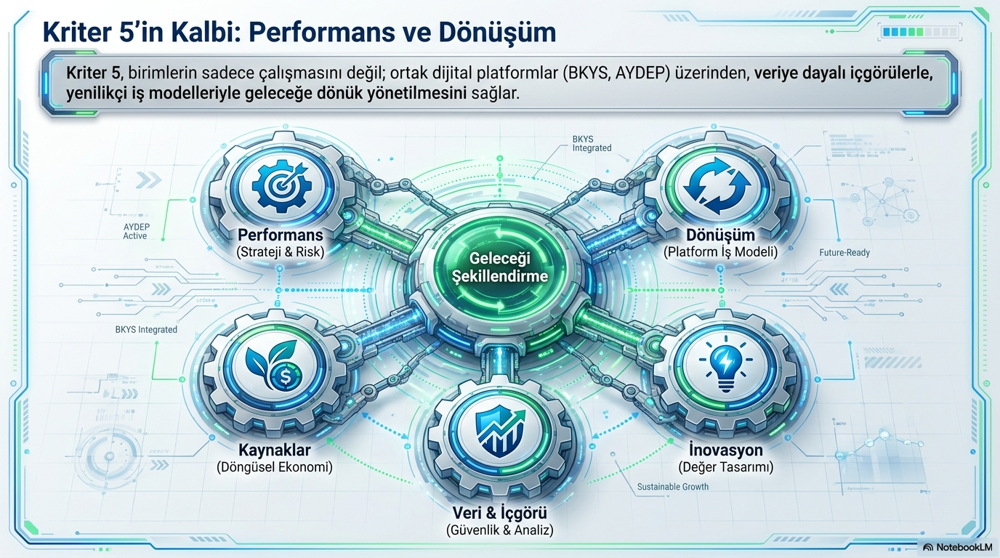 Kriter 5’in Kalbi: Performans ve Dönüşüm
Kriter 5, birimlerin sadece çalışmasını değil; ortak dijital platformlar (BKYS, AYDEP) üzerinden, veriye dayalı içgörülerle,
yenilikçi iş modelleriyle geleceğe dönük yönetilmesini sağlar.
BKYS
Integrated
Performans
(Strateji & Risk)
Dönüşüm
(Platform İş Modeli)
AYDEP
Active
Geleceği
Şekillendirme
Future-Ready
BKYS Integrated
Kaynaklar
(Döngüsel Ekonomi)
İnovasyon
(Değer Tasarımı)
Sustainable Growth
Veri & İçgörü
(Güvenlik & Analiz)
NotebookLM